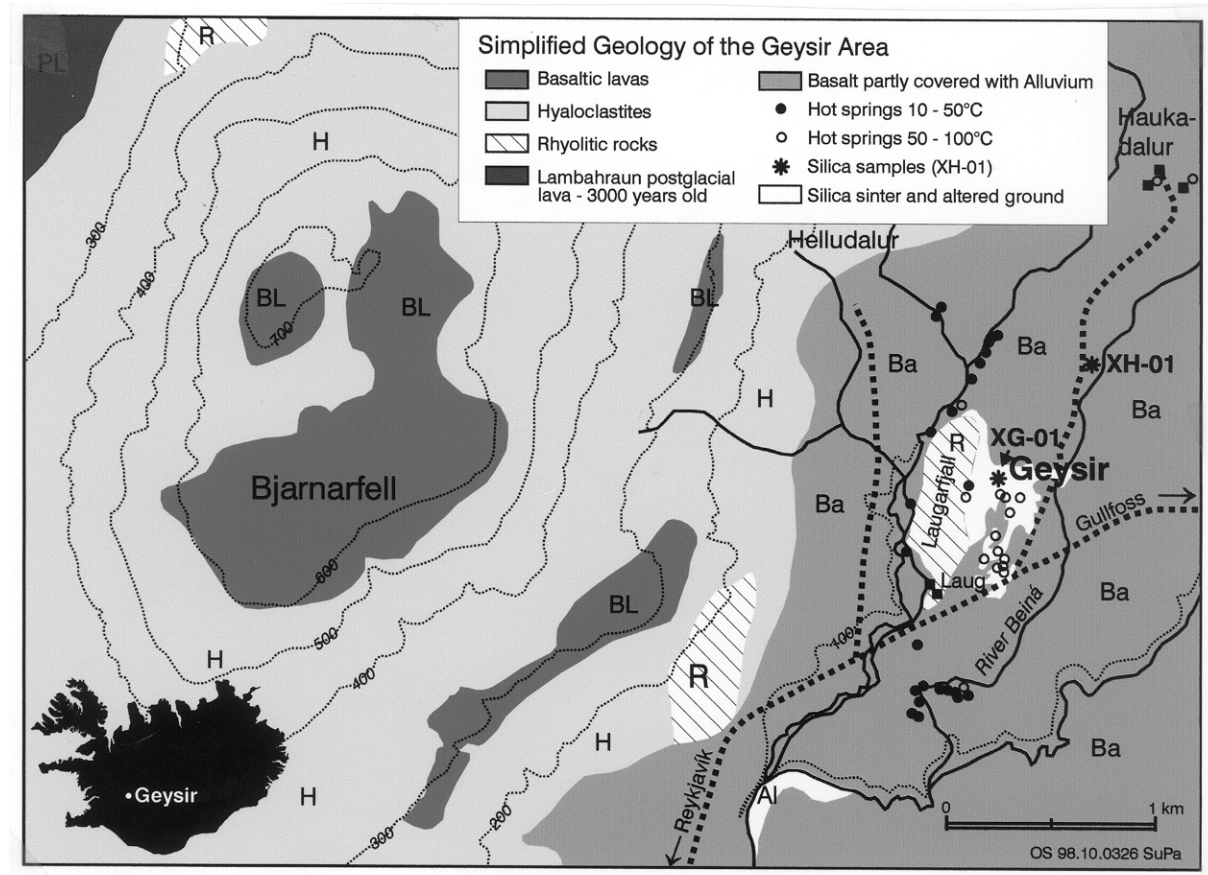 Simplified Geology of the Geysir Area
Basaltic lavas
Hyaloclastites
Rhyolitic rocks
Lambahraun postglacial
lava - 3000 years old
Basalt partly covered with Alluvium
Hot springs 10 - 50°C
Hot springs 50 - 100°C
Silica samples (XH-01)
Silica sinter and altered ground
PL
R
H
Hauka-
dalur
Helludalur
300
400
BL
700
BL
BL
Ba
Ba
XH-01
Ba
H
R
XG-01
Geysir
Bjarnarfell
Ba
Laugarfjall
Gullfoss
600
BL
Laug
Ba
500
H
400
100
River Beiná
R
H
Ba
Geysir
H
Al
Reykjavík
300
200
0
1 km
OS 98.10.0326 SuPa